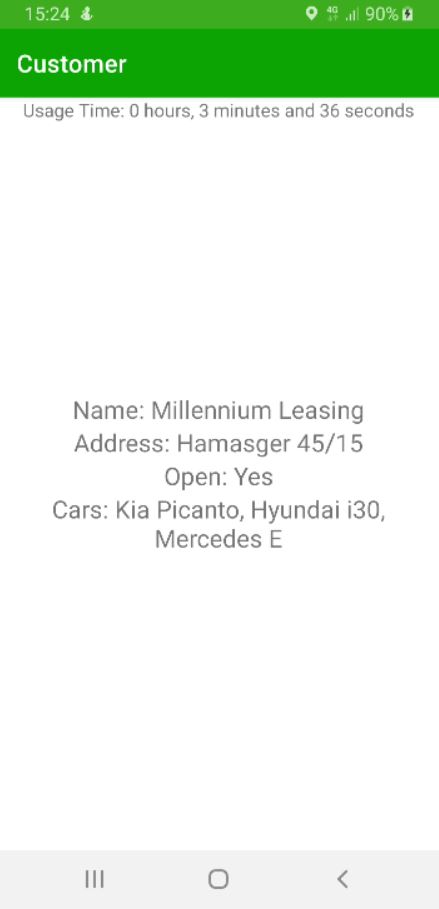 15:24 4G 90%
Customer
Usage Time: 0 hours, 3 minutes and 36 seconds
Name: Millennium Leasing
Address: Hamasger 45/15
Open: Yes
Cars: Kia Picanto, Hyundai i30,
Mercedes E